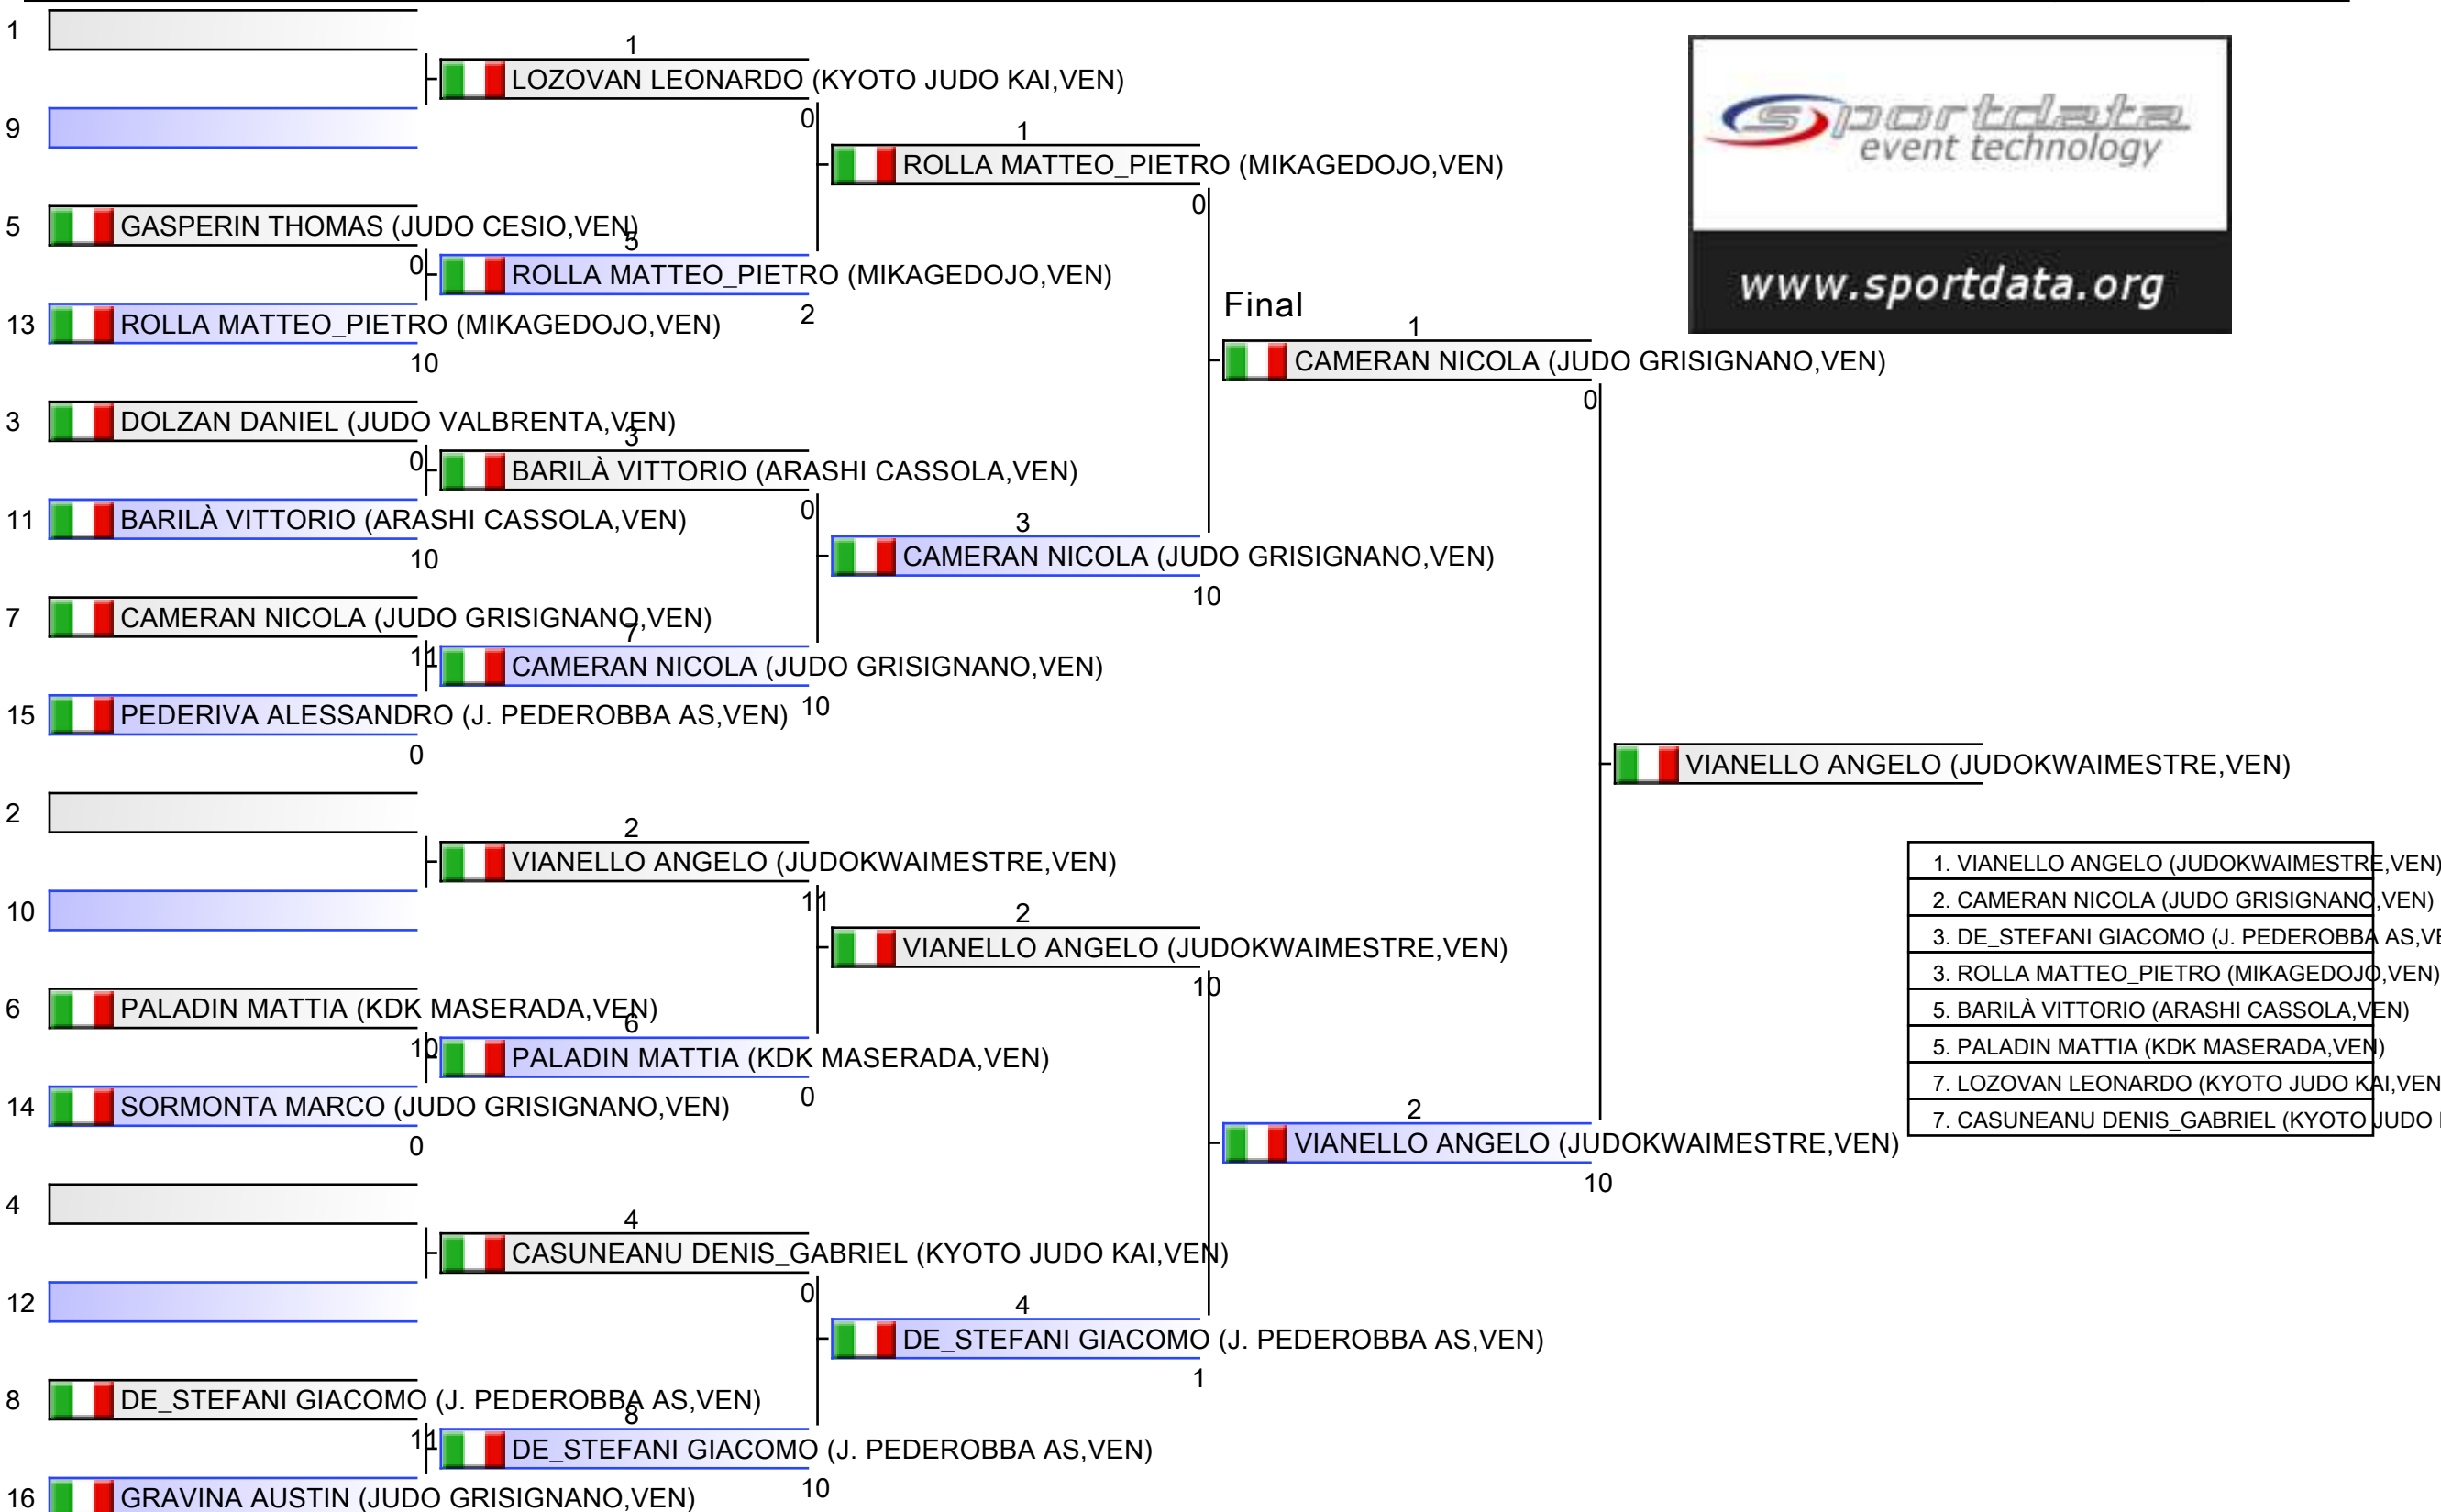 1
1
LOZOVAN LEONARDO (KYOTO JUDO KAI,VEN)
0
9
1
ROLLA MATTEO_PIETRO (MIKAGEDOJO,VEN)
0
5 GASPERIN THOMAS (JUDO CESIO,VEN)
0
5
ROLLA MATTEO_PIETRO (MIKAGEDOJO,VEN)
2
13 ROLLA MATTEO_PIETRO (MIKAGEDOJO,VEN)
10
Final
1
CAMERAN NICOLA (JUDO GRISIGNANO,VEN)
0
3 DOLZAN DANIEL (JUDO VALBRENTA,VEN)
0
3
BARILÀ VITTORIO (ARASHI CASSOLA,VEN)
0
11 BARILÀ VITTORIO (ARASHI CASSOLA,VEN)
10
3
CAMERAN NICOLA (JUDO GRISIGNANO,VEN)
10
7 CAMERAN NICOLA (JUDO GRISIGNANO,VEN)
11
7
CAMERAN NICOLA (JUDO GRISIGNANO,VEN)
10
15 PEDERIVA ALESSANDRO (J. PEDEROBBA AS,VEN)
0
VIANELLO ANGELO (JUDOKWAIMESTRE,VEN)
2
2
VIANELLO ANGELO (JUDOKWAIMESTRE,VEN)
11
10
2
VIANELLO ANGELO (JUDOKWAIMESTRE,VEN)
10
6 PALADIN MATTIA (KDK MASERADA,VEN)
10
6
PALADIN MATTIA (KDK MASERADA,VEN)
0
14 SORMONTA MARCO (JUDO GRISIGNANO,VEN)
0
2
VIANELLO ANGELO (JUDOKWAIMESTRE,VEN)
10
4
4
CASUNEANU DENIS_GABRIEL (KYOTO JUDO KAI,VEN)
0
12
4
DE_STEFANI GIACOMO (J. PEDEROBBA AS,VEN)
1
8 DE_STEFANI GIACOMO (J. PEDEROBBA AS,VEN)
11
8
DE_STEFANI GIACOMO (J. PEDEROBBA AS,VEN)
10
16 GRAVINA AUSTIN (JUDO GRISIGNANO,VEN)
sportdata
event technology
www.sportdata.org
1. VIANELLO ANGELO (JUDOKWAIMESTRE,VEN)
2. CAMERAN NICOLA (JUDO GRISIGNANO,VEN)
3. DE_STEFANI GIACOMO (J. PEDEROBBA AS,VE
3. ROLLA MATTEO_PIETRO (MIKAGEDOJO,VEN)
5. BARILÀ VITTORIO (ARASHI CASSOLA,VEN)
5. PALADIN MATTIA (KDK MASERADA,VEN)
7. LOZOVAN LEONARDO (KYOTO JUDO KAI,VEN
7. CASUNEANU DENIS_GABRIEL (KYOTO JUDO